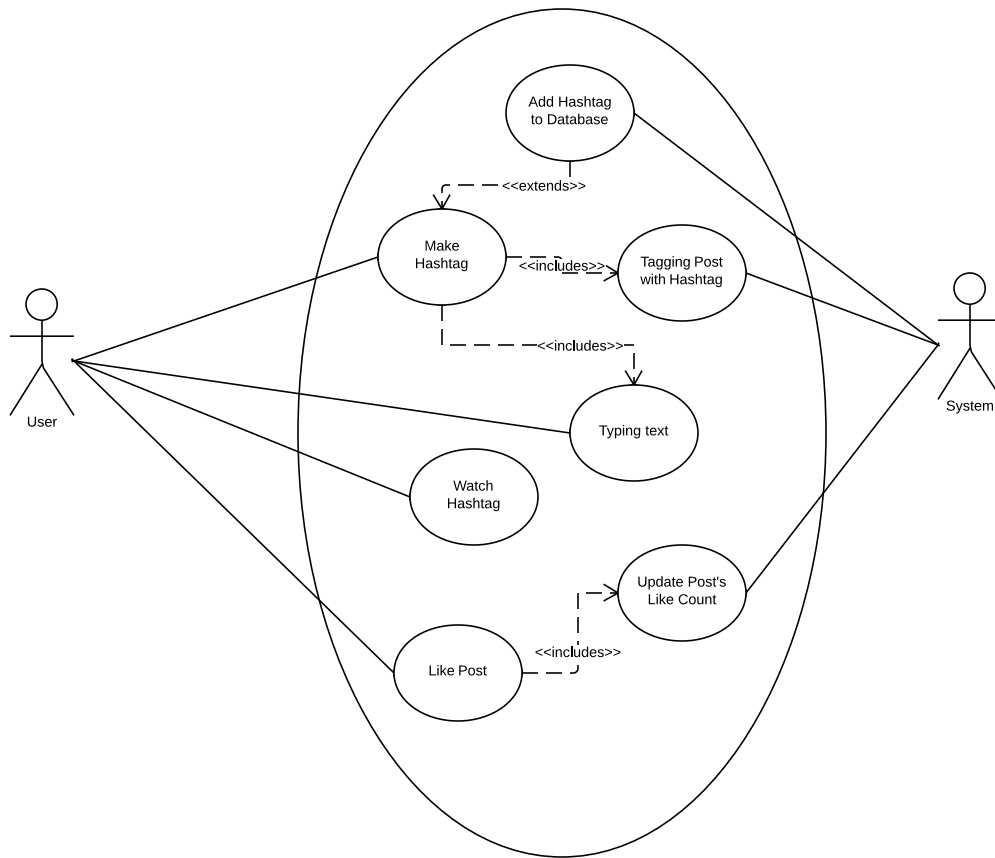 Add Hashtag
to Database
<<extends>>
Make
Hashtag
<<includes>>
Tagging Post
with Hashtag
<<includes>>
User
System
Typing text
Watch
Hashtag
Update Post's
Like Count
<<includes>>
Like Post